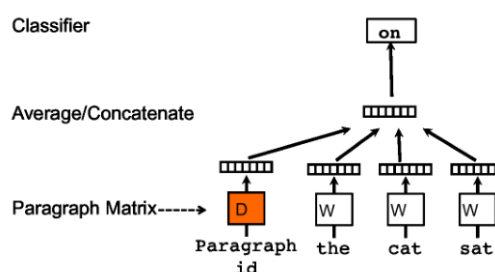 Classifier
on
Average/Concatenate
Paragraph Matrix
D W W W
Paragraph the cat sat
id